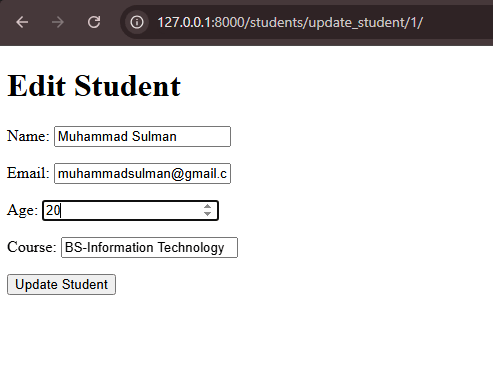 127.0.0.1:8000/students/update_student/1/
Edit Student
Name: Muhammad Sulman
Email: muhammadsulman@gmail.c
Age: 20
Course: BS-Information Technology
Update Student